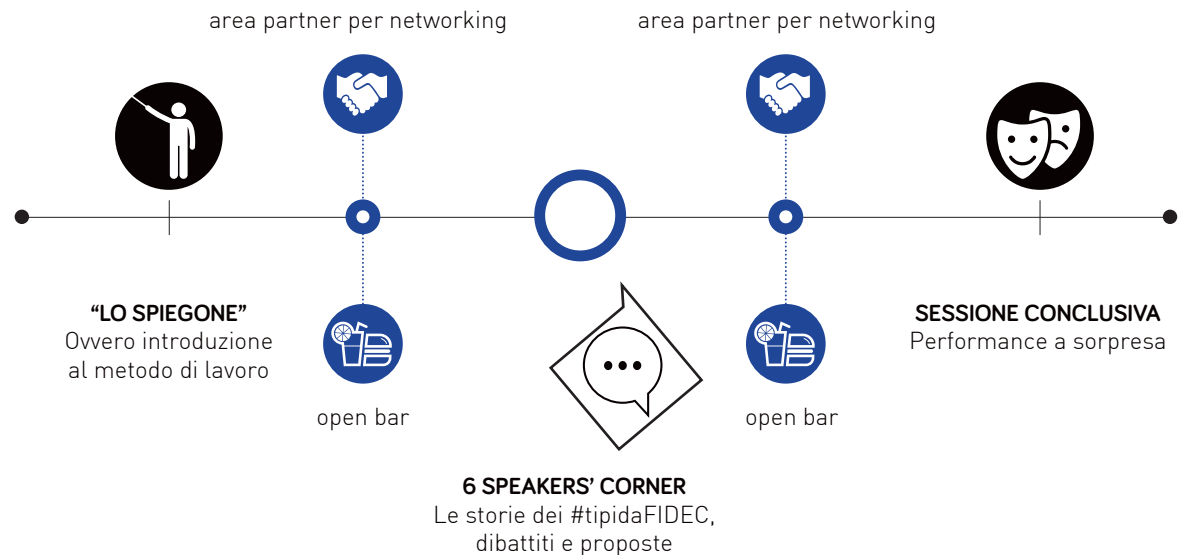 area partner per networking
area partner per networking
“LO SPIEGONE”
Ovvero introduzione
al metodo di lavoro
open bar
6 SPEAKERS’ CORNER
Le storie dei #tipidaFIDEC,
dibattiti e proposte
open bar
SESSIONE CONCLUSIVA
Performance a sorpresa